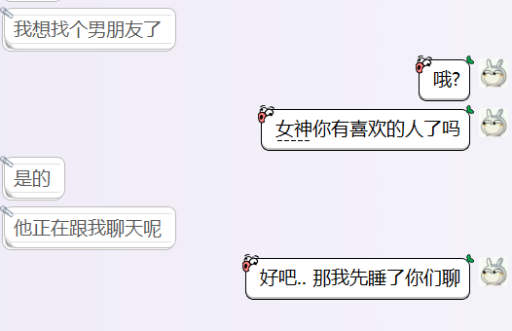 我想找个男朋友了
哦?
女神你有喜欢的人了吗
是的
他正在跟我聊天呢
好吧.. 那我先睡了你们聊